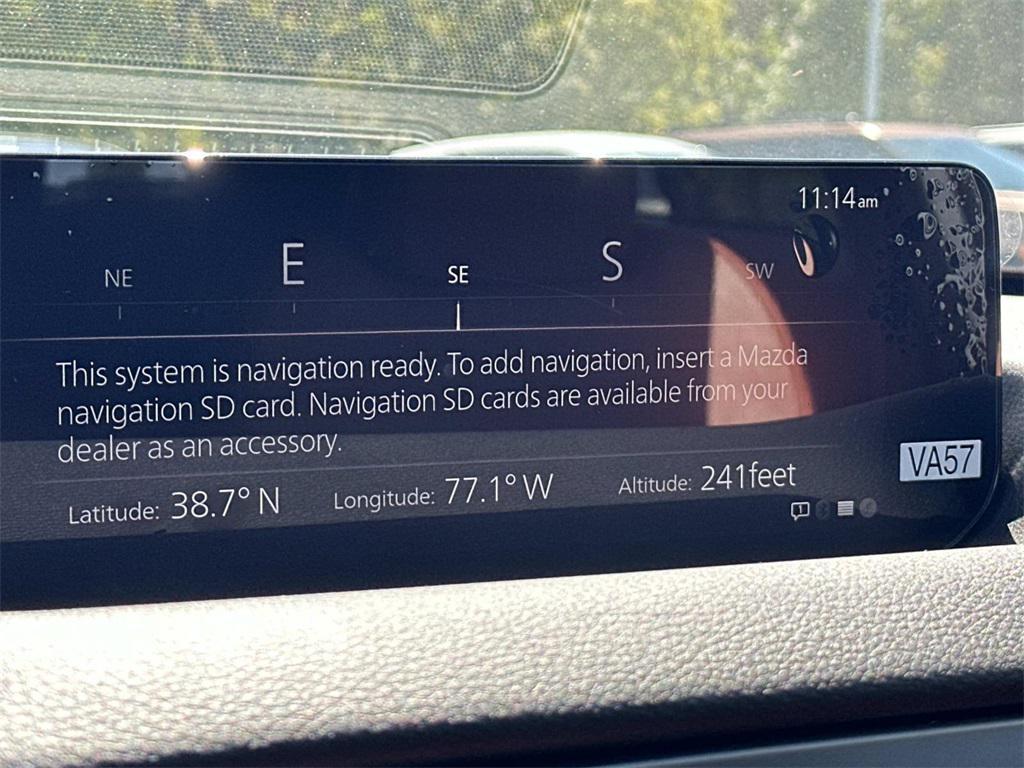 11:14am
NE E SE S SW
This system is navigation ready. To add navigation, insert a Mazda
navigation SD card. Navigation SD cards are available from your
dealer as an accessory.
Latitude: 38.7° N Longitude: 77.1° W Altitude: 241feet
VA57
1